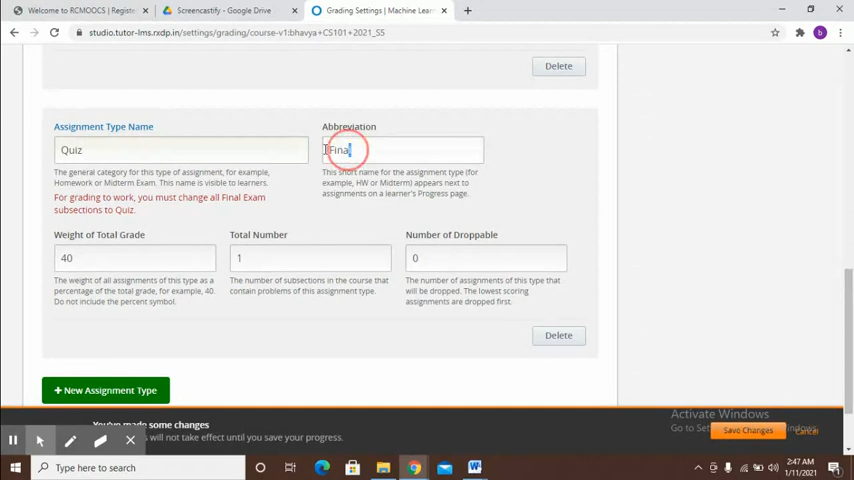 Welcome to RCMOOCS | Registe
Screencastify - Google Drive
Grading Settings | Machine Lear
studio.tutor-lms.rxdp.in/settings/grading/course-v1:bhavya+CS101+2021_S5
b
Delete
Assignment Type Name
Abbreviation
Quiz
Final
The general category for this type of assignment, for example,
Homework or Midterm Exam. This name is visible to learners.
For grading to work, you must change all Final Exam
subsections to Quiz.
This short name for the assignment type (for
example, HW or Midterm) appears next to
assignments on a learner's Progress page.
Weight of Total Grade
Total Number
Number of Droppable
40
1
0
The weight of all assignments of this type as a
percentage of the total grade, for example, 40.
Do not include the percent symbol.
The number of subsections in the course that
contain problems of this assignment type.
The number of assignments of this type that
will be dropped. The lowest scoring
assignments are dropped first.
Delete
+ New Assignment Type
You've made some changes
will not take effect until you save your progress.
Activate Windows
Go to Settings
Save Changes
Cancel
Type here to search
2:47 AM
1/11/2021